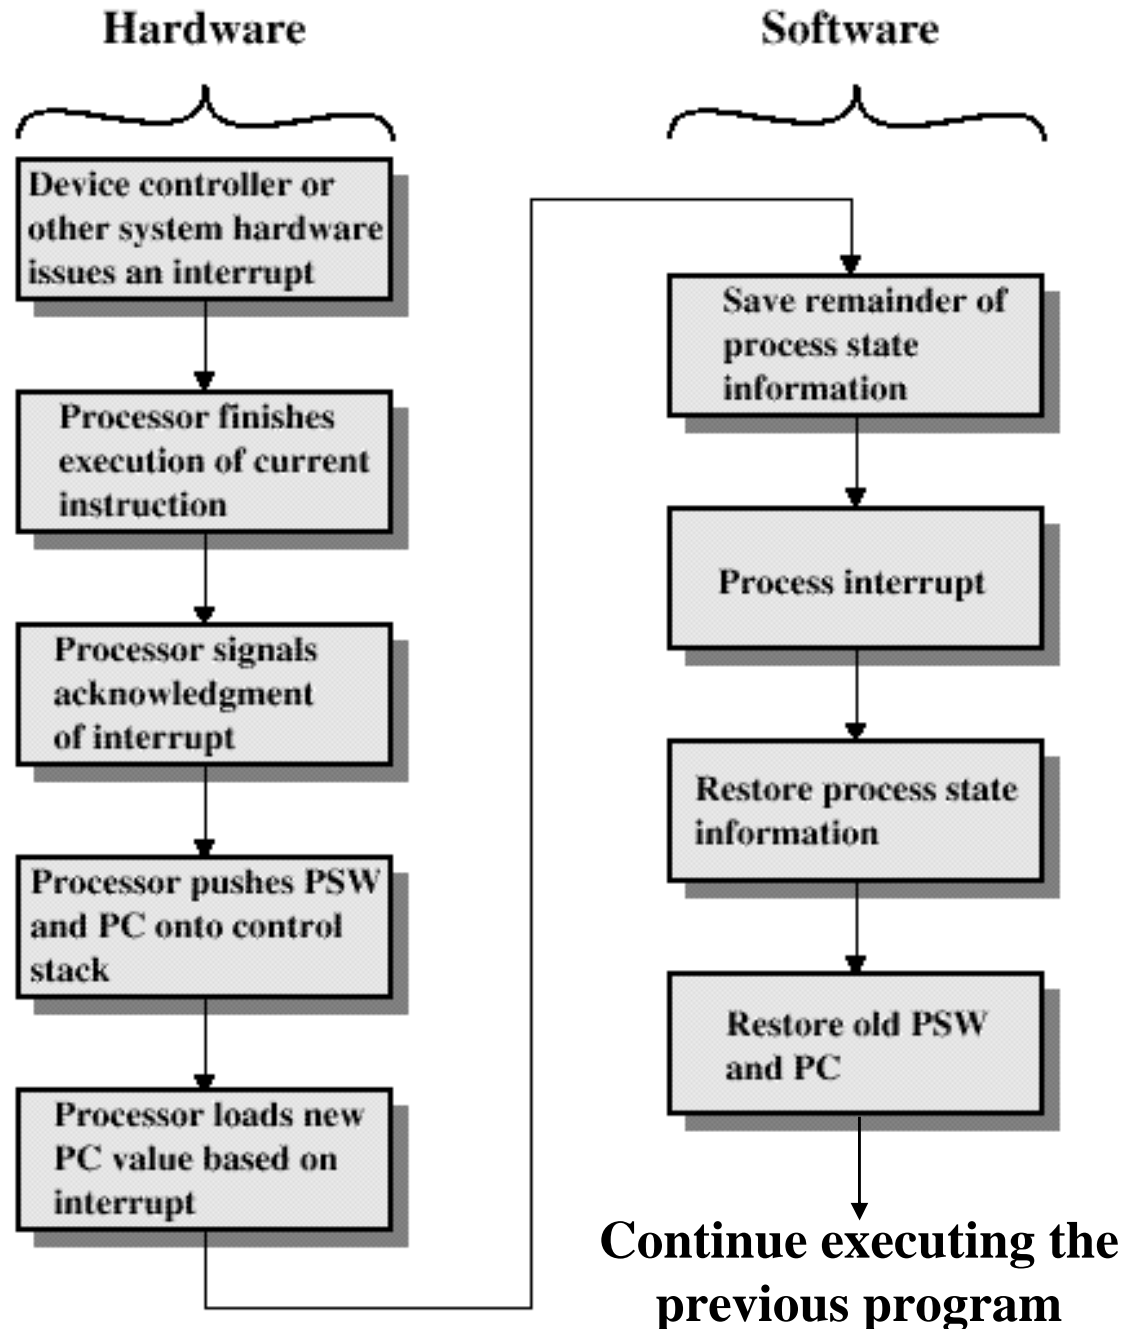 Hardware
Device controller or
other system hardware
issues an interrupt
Processor finishes
execution of current
instruction
Processor signals
acknowledgment
of interrupt
Processor pushes PSW
and PC onto control
stack
Processor loads new
PC value based on
interrupt
Software
Save remainder of
process state
information
Process interrupt
Restore process state
information
Restore old PSW
and PC
Continue executing the
previous program